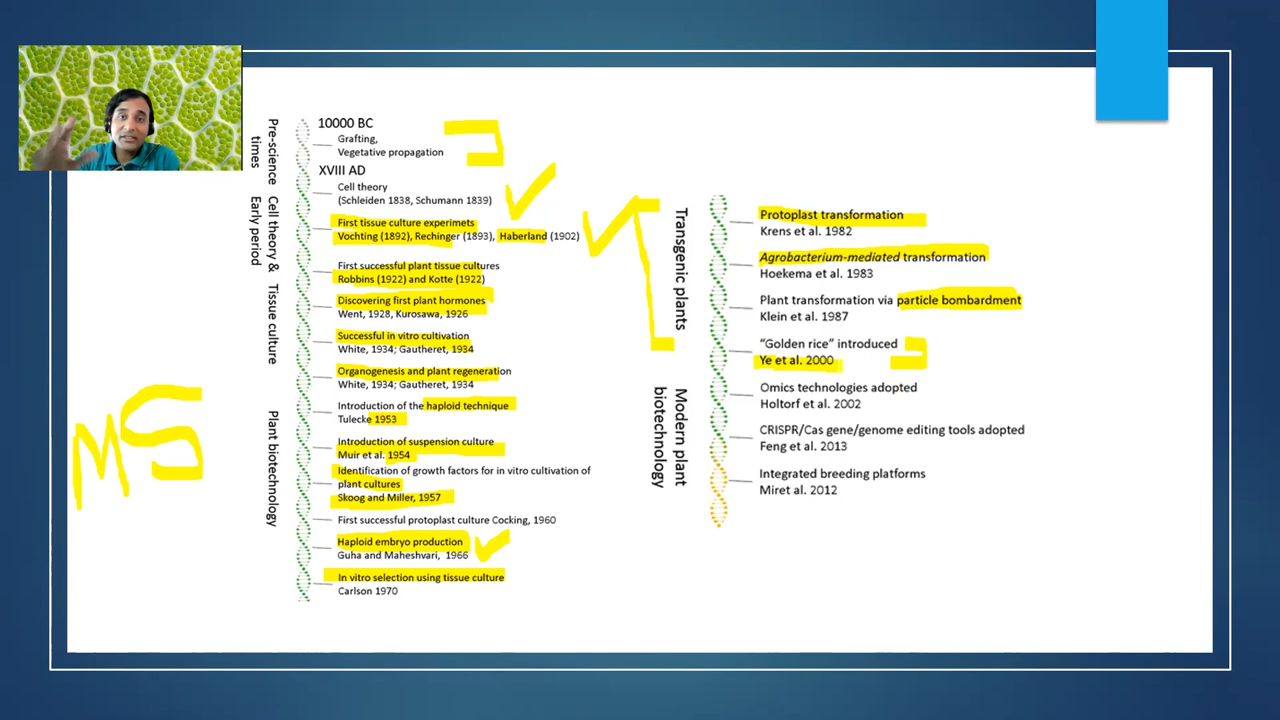 10000 BC
Grafting,
Vegetative propagation
XVIII AD
Cell theory
(Schleiden 1838, Schumann 1839)
First tissue culture experimets
Vochting (1892), Rechinger (1893), Haberland (1902)
First successful plant tissue cultures
Robbins (1922) and Kotte (1922)
Discovering first plant hormones
Went, 1928, Kurosawa, 1926
Successful in vitro cultivation
White, 1934; Gautheret, 1934
Organogenesis and plant regeneration
White, 1934; Gautheret, 1934
Introduction of the haploid technique
Tulecke 1953
Introduction of suspension culture
Muir et al. 1954
Identification of growth factors for in vitro cultivation of
plant cultures
Skoog and Miller, 1957
First successful protoplast culture Cocking, 1960
Haploid embryo production
Guha and Maheshvari, 1966
In vitro selection using tissue culture
Carlson 1970
Pre-science
times
Cell theory &
Early period
Tissue culture
Plant biotechnology
MS
Transgenic plants
Modern plant
biotechnology
Protoplast transformation
Krens et al. 1982
Agrobacterium-mediated transformation
Hoekema et al. 1983
Plant transformation via particle bombardment
Klein et al. 1987
“Golden rice” introduced
Ye et al. 2000
Omics technologies adopted
Holtorf et al. 2002
CRISPR/Cas gene/genome editing tools adopted
Feng et al. 2013
Integrated breeding platforms
Miret al. 2012